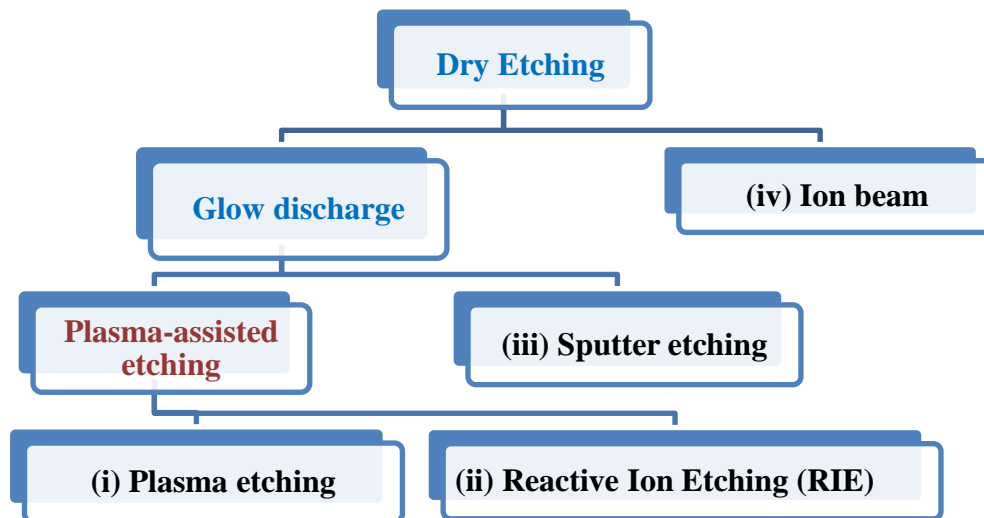 Dry Etching
Glow discharge
(iv) Ion beam
Plasma-assisted
etching
(iii) Sputter etching
(i) Plasma etching
(ii) Reactive Ion Etching (RIE)